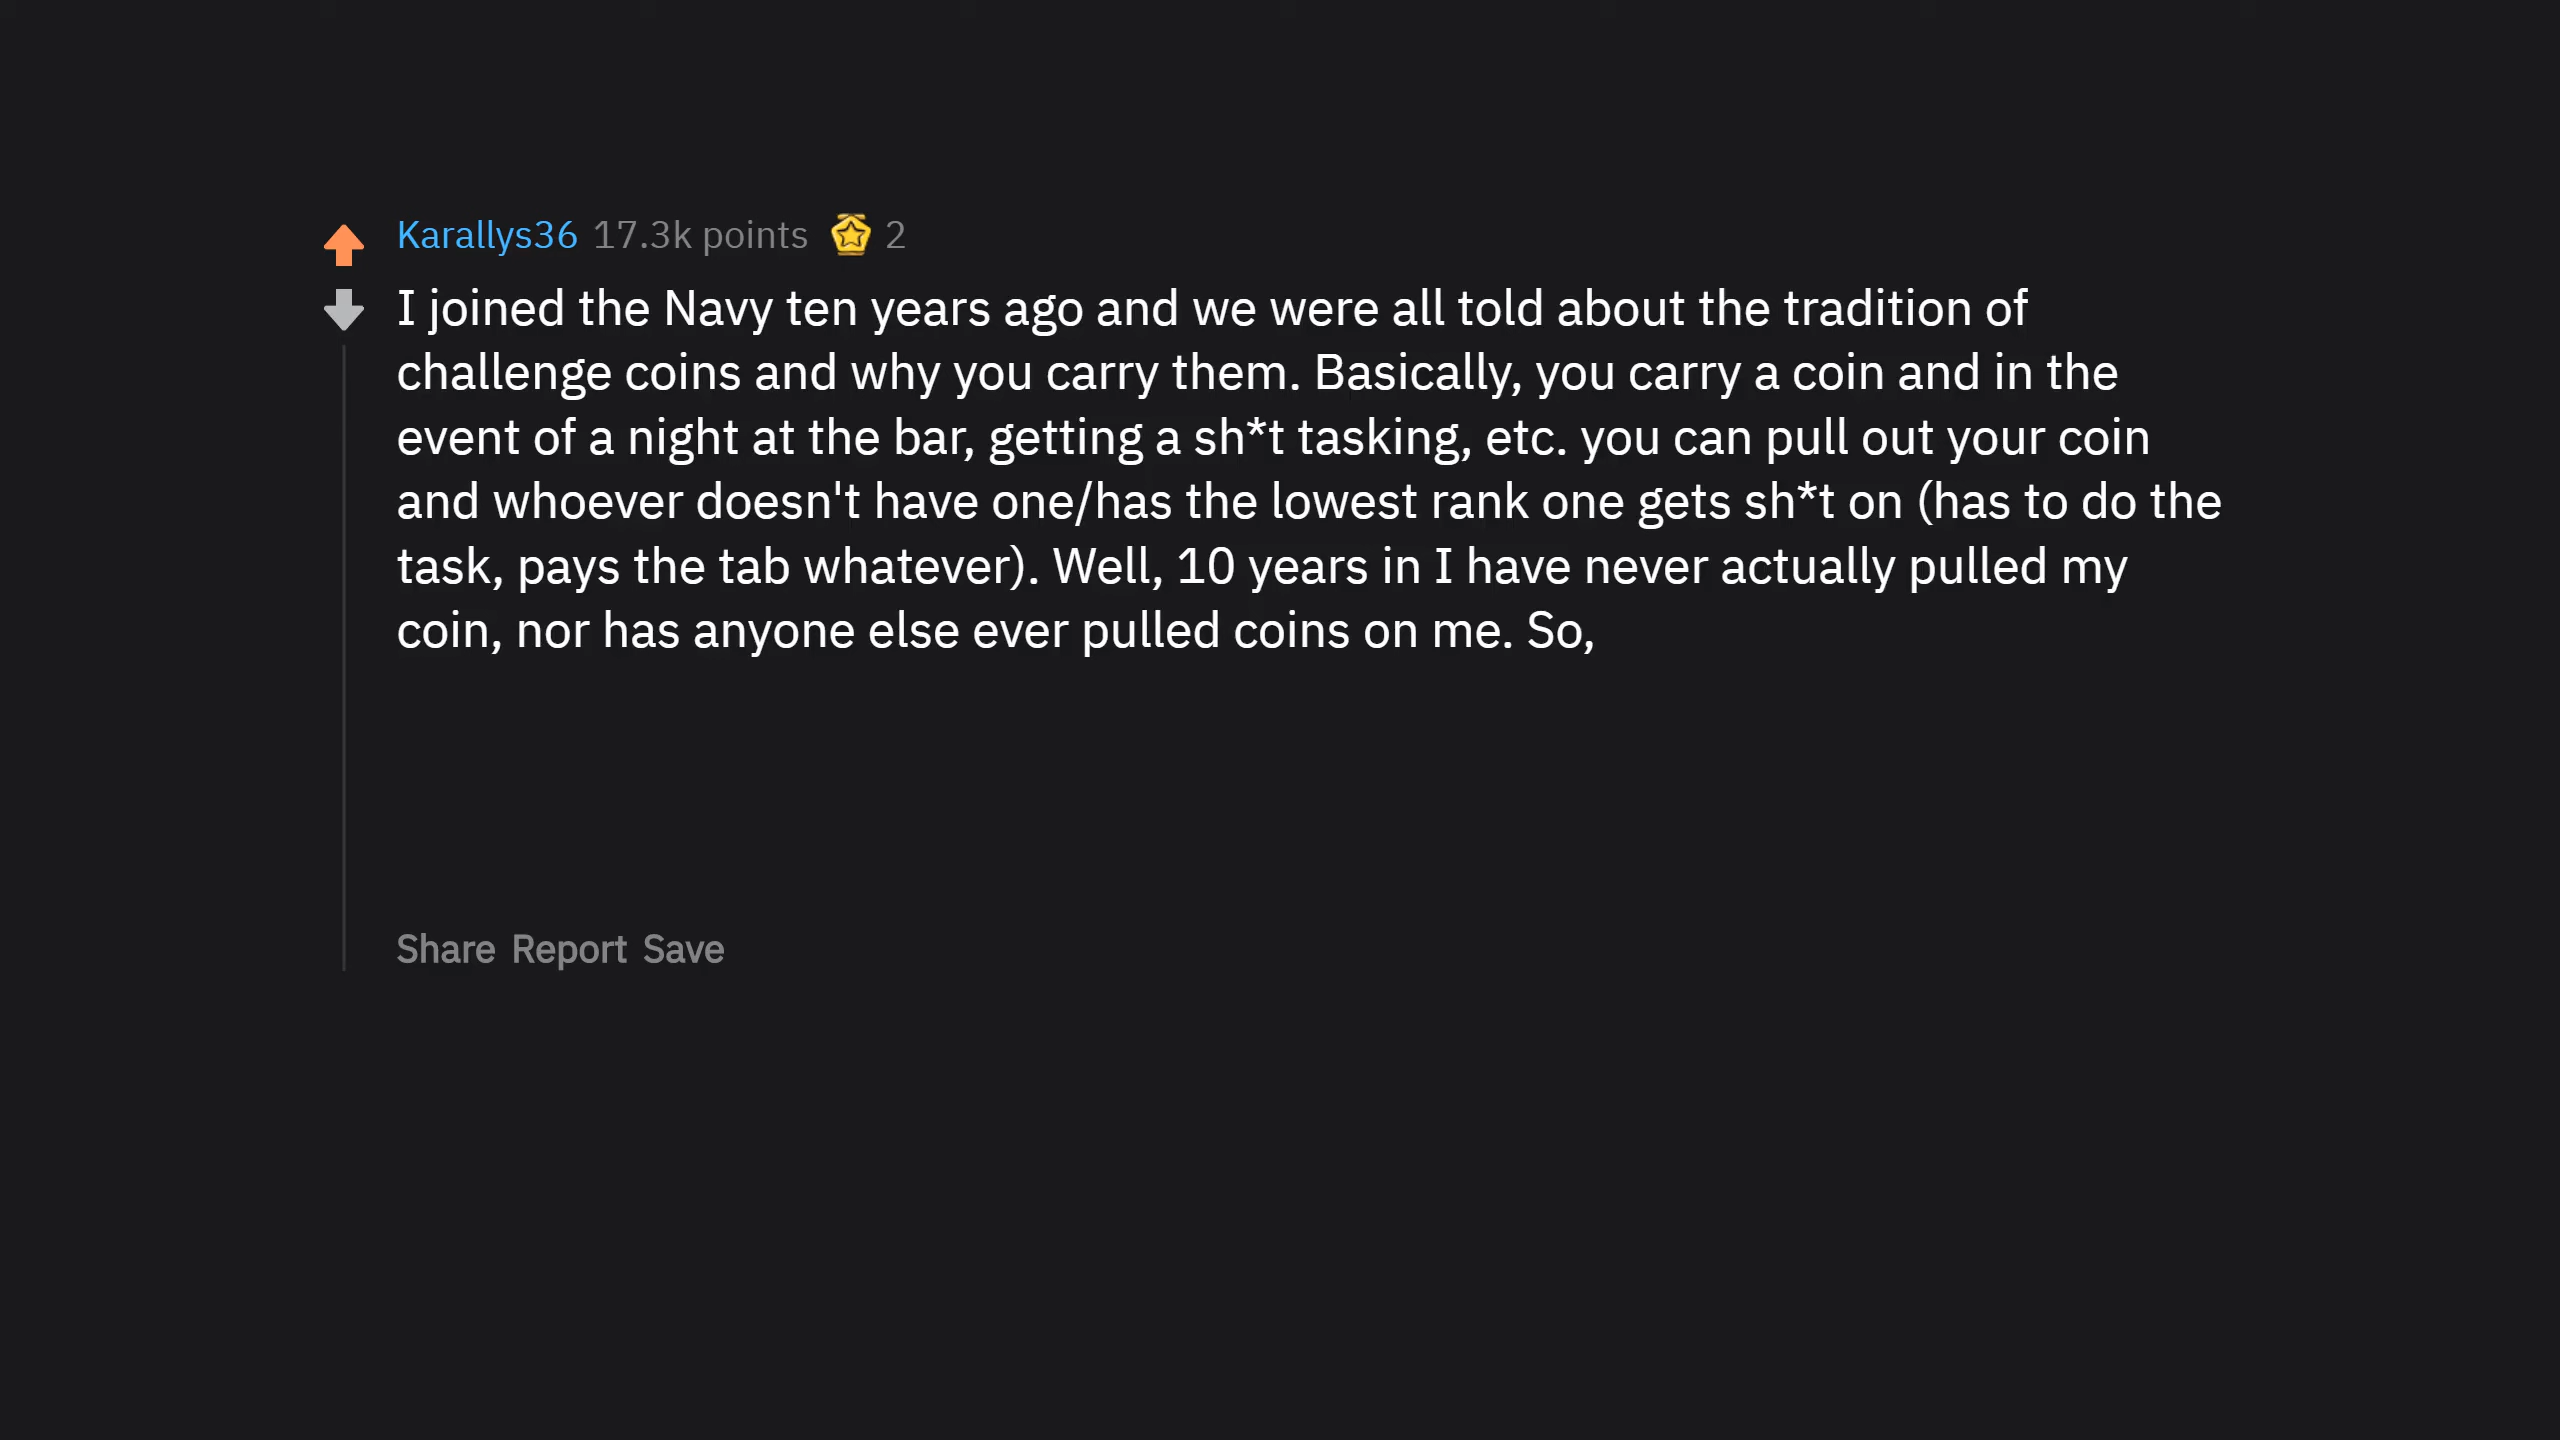 Karallys36 17.3k points 2
I joined the Navy ten years ago and we were all told about the tradition of
challenge coins and why you carry them. Basically, you carry a coin and in the
event of a night at the bar, getting a sh*t tasking, etc. you can pull out your coin
and whoever doesn't have one/has the lowest rank one gets sh*t on (has to do the
task, pays the tab whatever). Well, 10 years in I have never actually pulled my
coin, nor has anyone else ever pulled coins on me. So,
Share Report Save